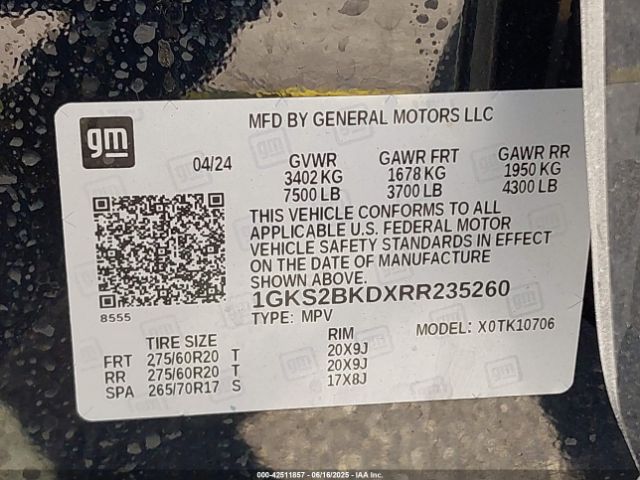 gm
MFD BY GENERAL MOTORS LLC
04/24 GVWR GAWR FRT GAWR RR
3402 KG 1678 KG 1950 KG
7500 LB 3700 LB 4300 LB
THIS VEHICLE CONFORMS TO ALL
APPLICABLE U.S. FEDERAL MOTOR
VEHICLE SAFETY STANDARDS IN EFFECT
ON THE DATE OF MANUFACTURE
SHOWN ABOVE.
8555
1GKS2BKDXRR235260
TYPE: MPV MODEL: X0TK10706
TIRE SIZE RIM
FRT 275/60R20 T 20X9J
RR 275/60R20 T 20X9J
SPA 265/70R17 S 17X8J
© 000-42511857 - 06/16/2025 - IAA Inc.